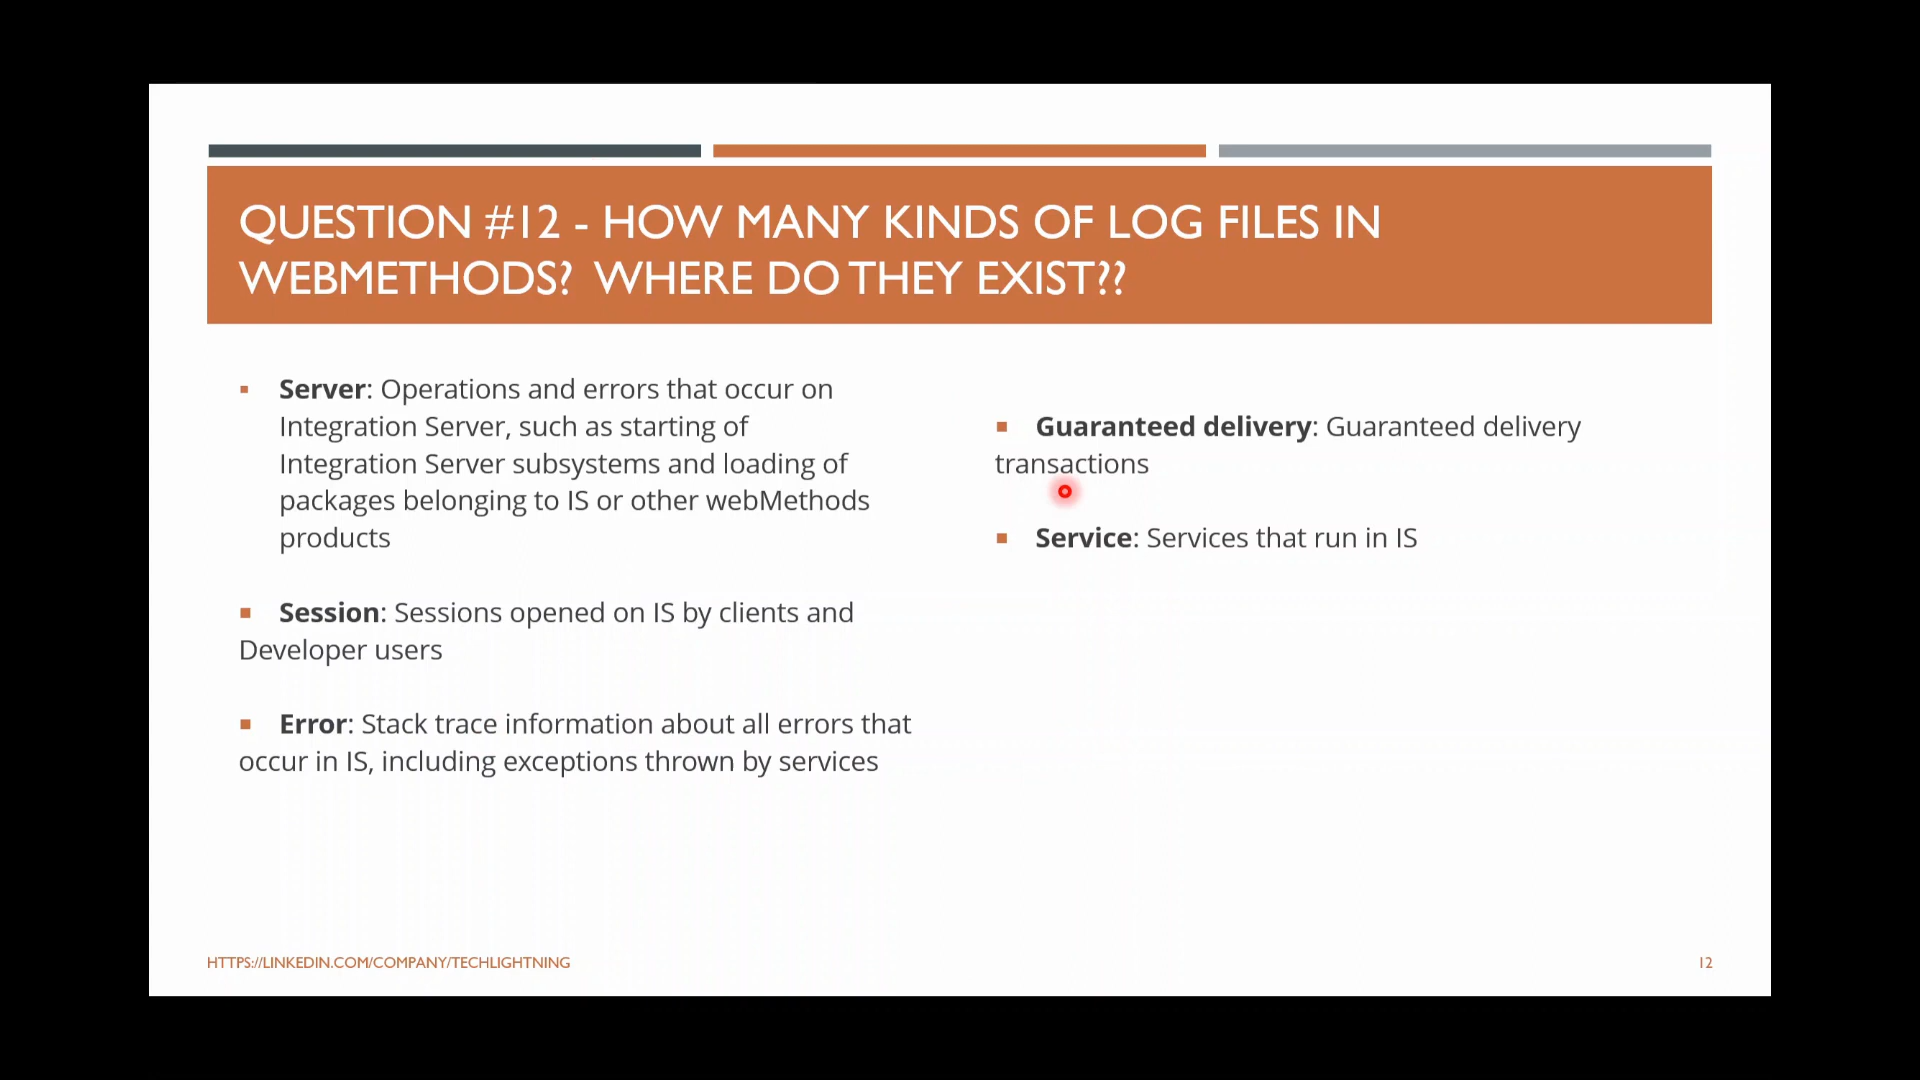 QUESTION #12 - HOW MANY KINDS OF LOG FILES IN
WEBMETHODS? WHERE DO THEY EXIST??
Server: Operations and errors that occur on
Integration Server, such as starting of
Integration Server subsystems and loading of
packages belonging to IS or other webMethods
products
Session: Sessions opened on IS by clients and
Developer users
Error: Stack trace information about all errors that
occur in IS, including exceptions thrown by services
Guaranteed delivery: Guaranteed delivery
transactions
Service: Services that run in IS
HTTPS://LINKEDIN.COM/COMPANY/TECHLIGHTNING
12